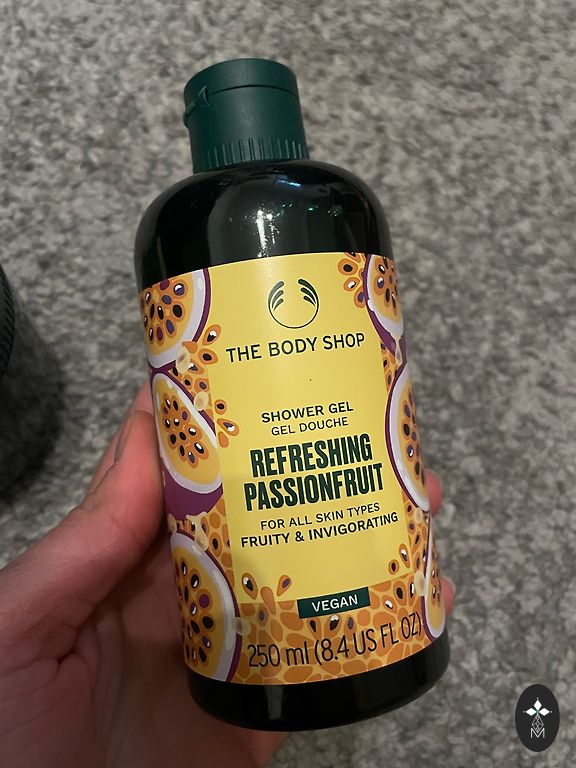 THE BODY SHOP
SHOWER GEL
GEL DOUCHE
REFRESHING
PASSIONFRUIT
FOR ALL SKIN TYPES
FRUITY & INVIGORATING
VEGAN
250 ml (8.4 US FL OZ)
M